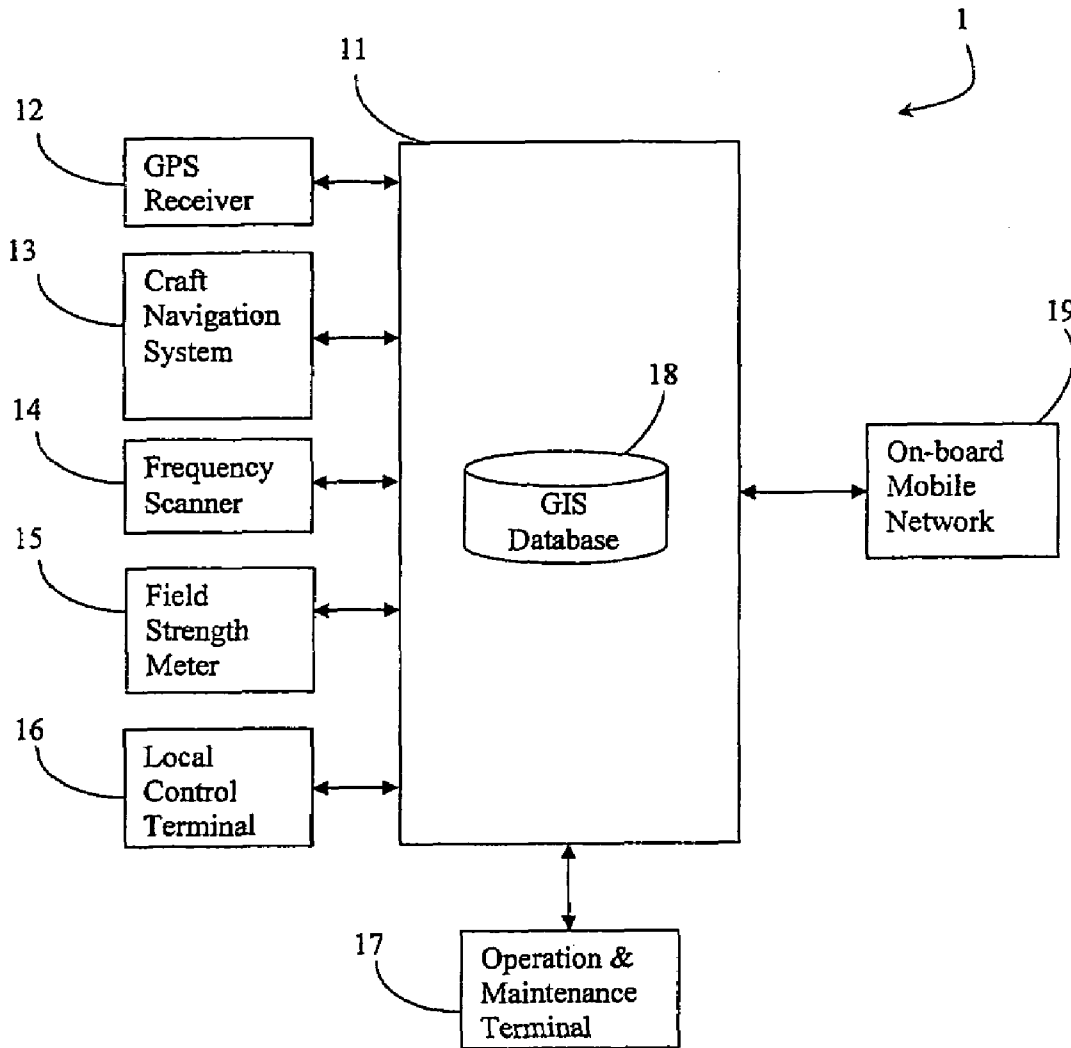 1
11
12
GPS
Receiver
13
Craft
Navigation
System
14
Frequency
Scanner
15
Field
Strength
Meter
16
Local
Control
Terminal
18
GIS
Database
19
On-board
Mobile
Network
17
Operation &
Maintenance
Terminal